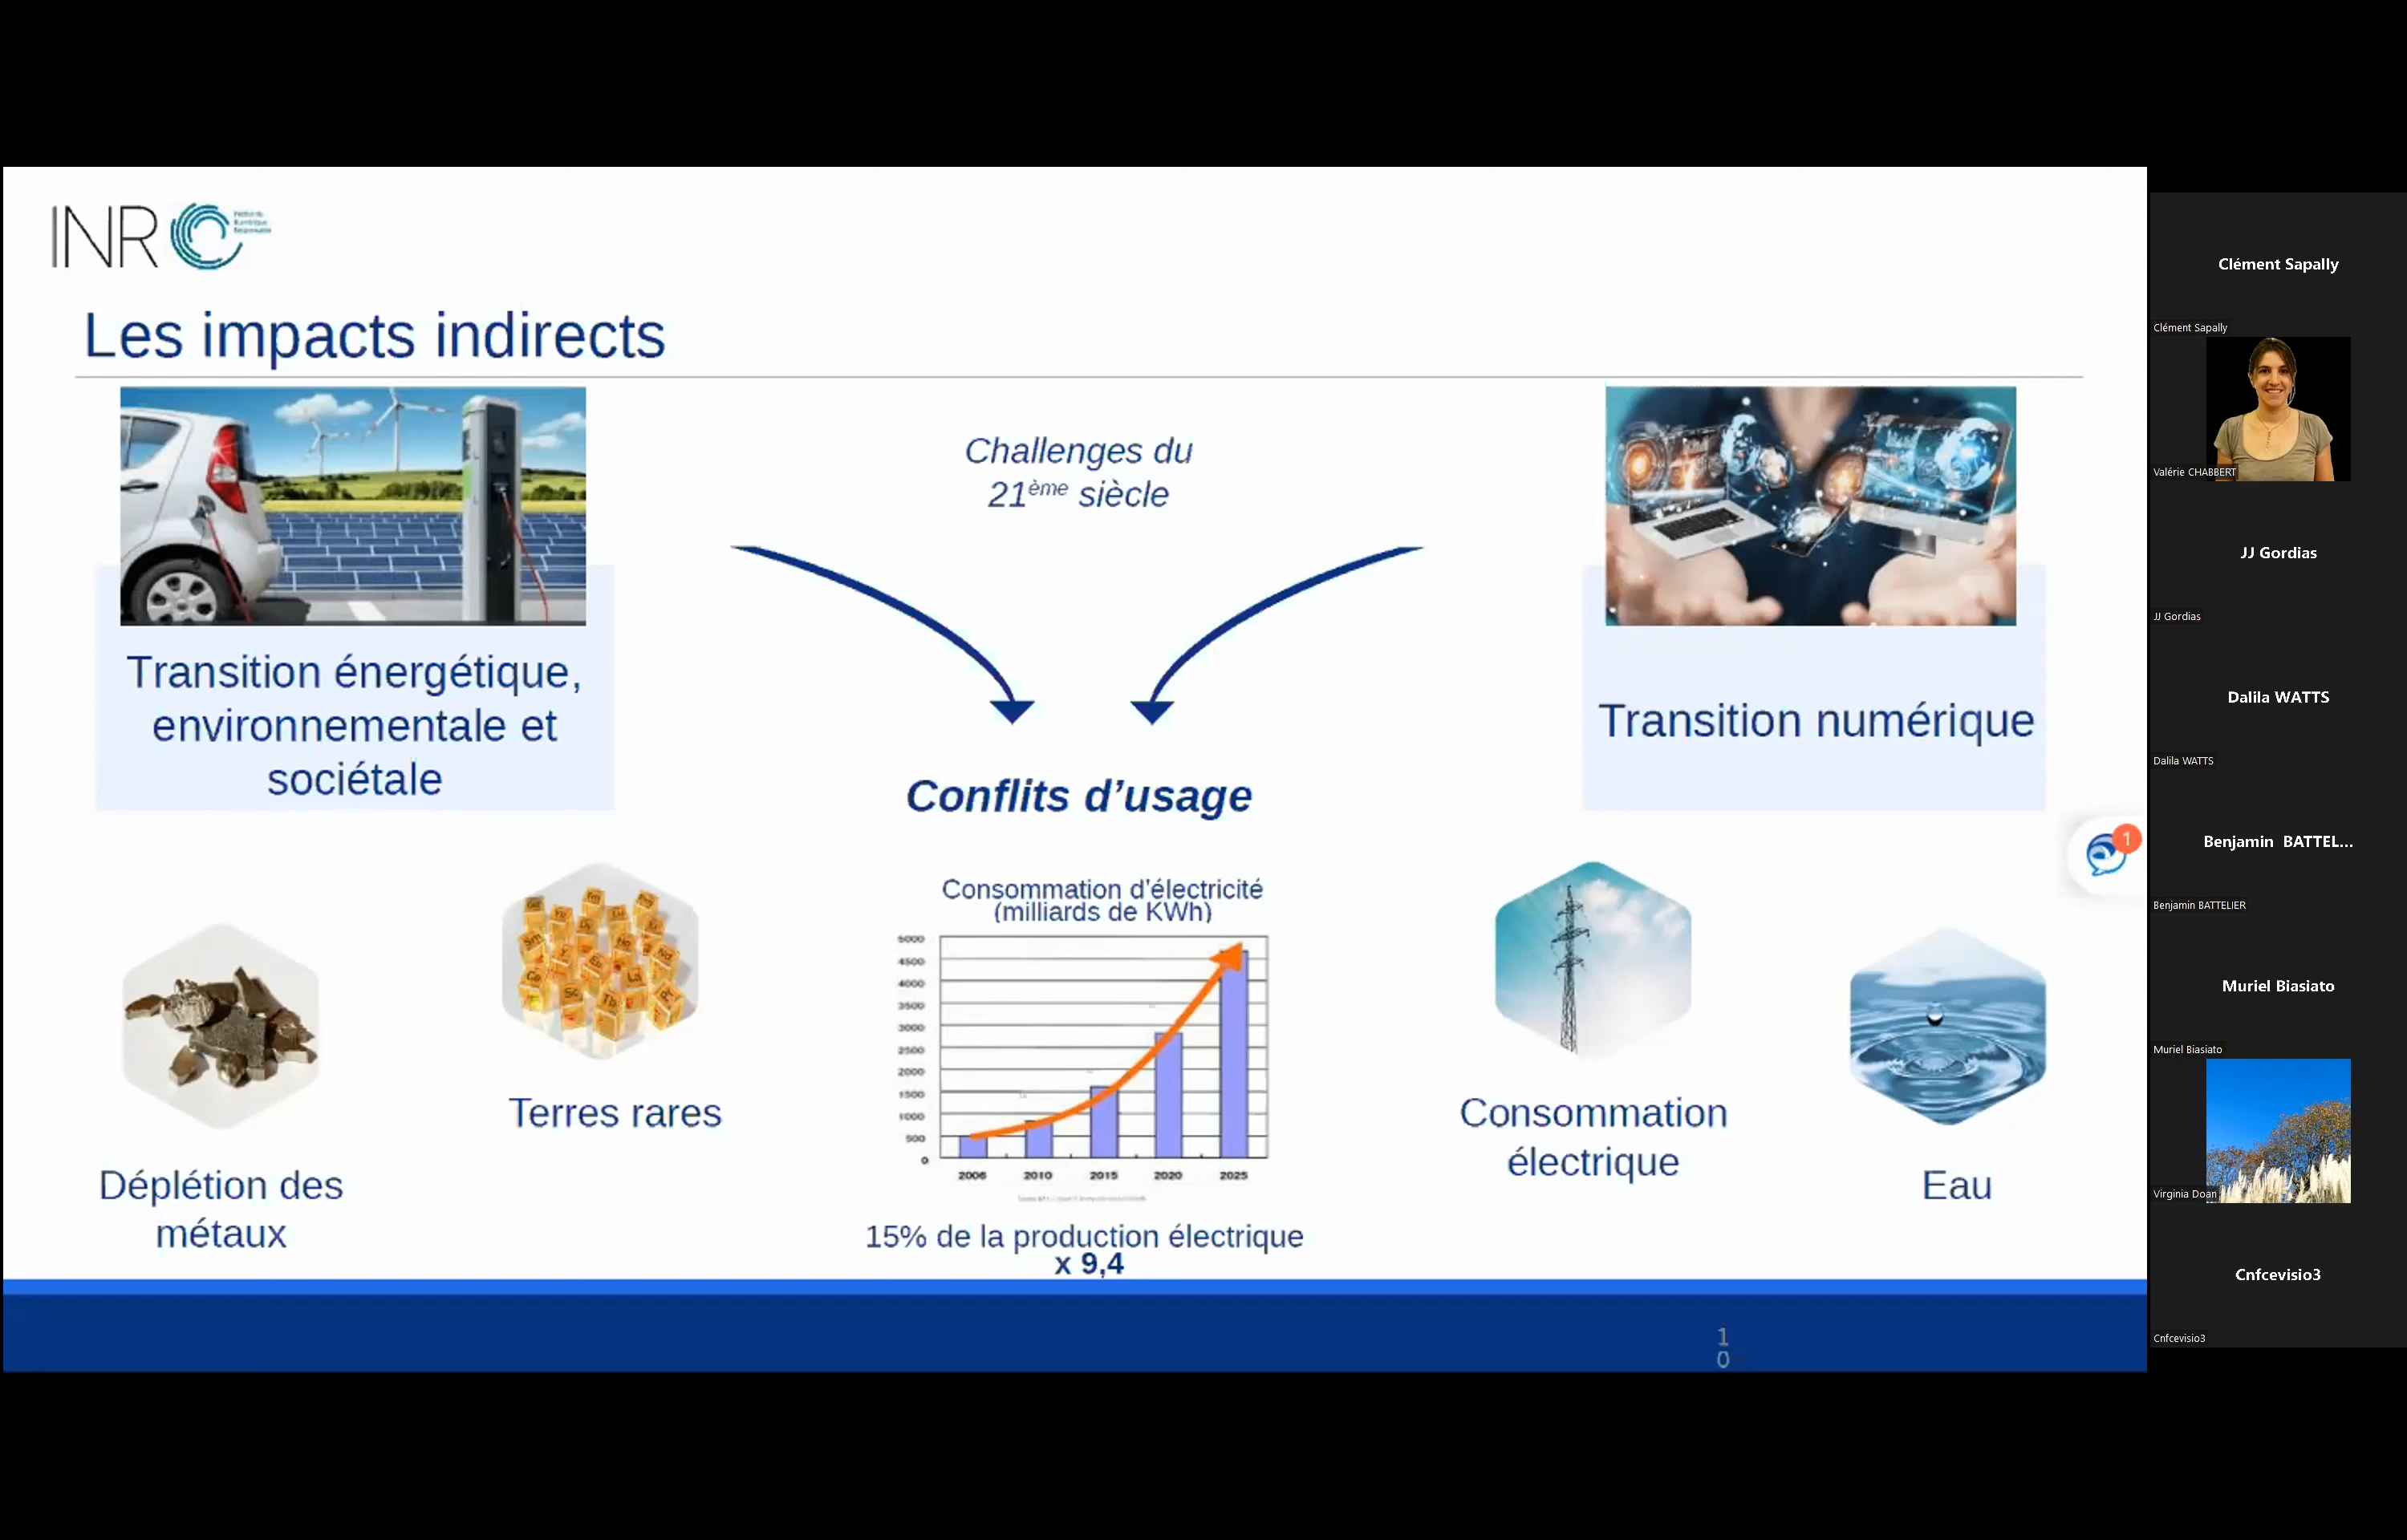 INR
Institut du
Numérique
Responsable
Les impacts indirects
Challenges du
21ème siècle
Transition énergétique,
environnementale et
sociétale
Transition numérique
Conflits d'usage
Déplétion des
métaux
Terres rares
Consommation d'électricité
(milliards de KWh)
5000
4500
4000
3500
3000
2500
2000
1500
1000
500
0
2006 2010 2015 2020 2025
15% de la production électrique
x 9,4
Consommation
électrique
Eau
1
1
0
Clément Sapally
Clément Sapally
Valérie CHABBERT
JJ Gordias
JJ Gordias
Dalila WATTS
Dalila WATTS
Benjamin BATTEL...
Benjamin BATTELIER
Muriel Biasiato
Muriel Biasiato
Virginia Doan
Cnfcevisio3
Cnfcevisio3